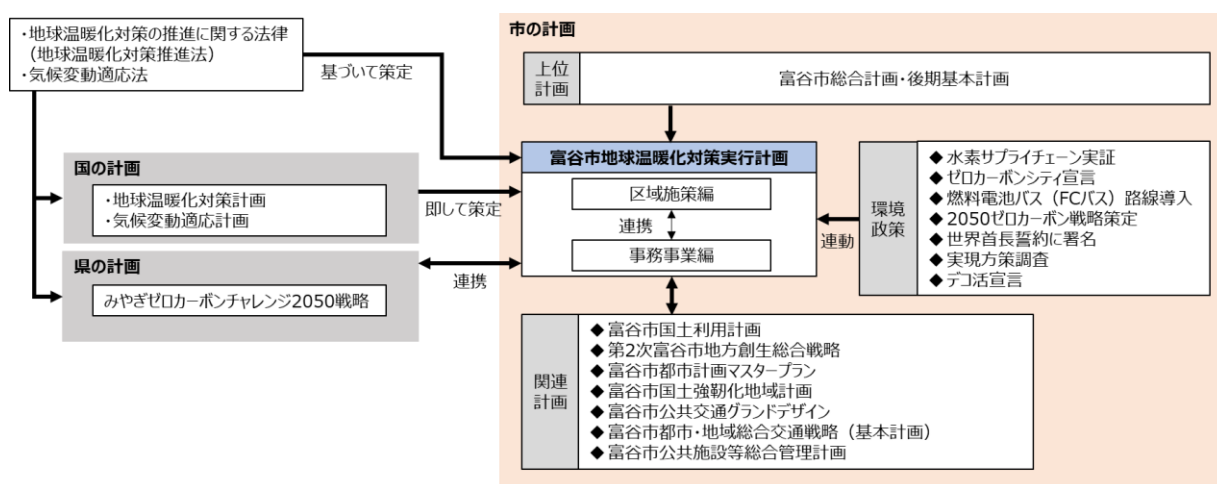 ・地球温暖化対策の推進に関する法律
（地球温暖化対策推進法）
・気候変動適応法
基づいて策定
国の計画
・地球温暖化対策計画
・気候変動適応計画
即して策定
県の計画
みやぎゼロカーボンチャレンジ2050戦略
連携
市の計画
上位
計画
富谷市総合計画・後期基本計画
富谷市地球温暖化対策実行計画
区域施策編
連携
事務事業編
連動
環境
政策
◆ 水素サプライチェーン実証
◆ ゼロカーボンシティ宣言
◆ 燃料電池バス（FCバス）路線導入
◆ 2050ゼロカーボン戦略策定
◆ 世界首長誓約に署名
◆ 実現方策調査
◆ デコ活宣言
関連
計画
◆ 富谷市国土利用計画
◆ 第2次富谷市地方創生総合戦略
◆ 富谷市都市計画マスタープラン
◆ 富谷市国土強靭化地域計画
◆ 富谷市公共交通グランドデザイン
◆ 富谷市都市・地域総合交通戦略（基本計画）
◆ 富谷市公共施設等総合管理計画